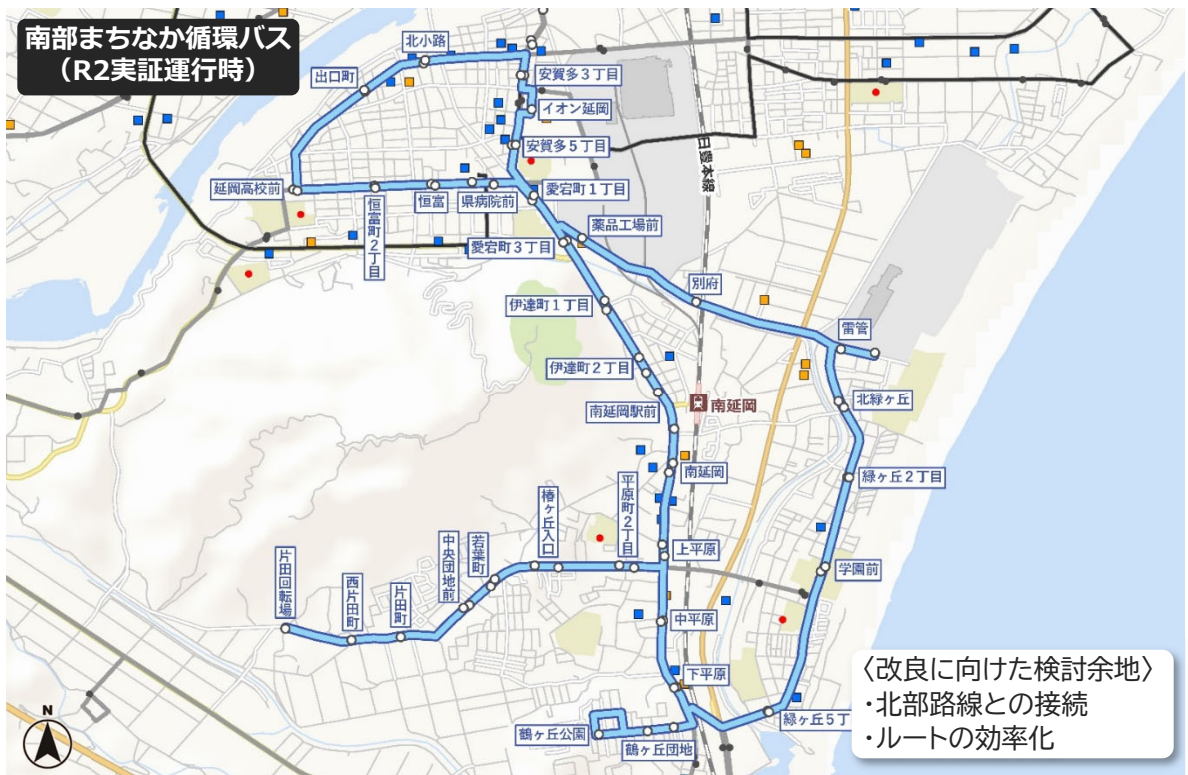 南部まちなか循環バス
（R2実証運行時）
北小路
出口町
安賀多３丁目
イオン延岡
安賀多５丁目
延岡高校前
恒富町２丁目
恒富
県病院前
愛宕町１丁目
日豊本線
薬品工場前
愛宕町３丁目
別府
伊達町１丁目
雷管
伊達町２丁目
北緑ヶ丘
南延岡駅前
南延岡
南延岡
緑ヶ丘２丁目
平原町２丁目
椿ヶ丘入口
若葉町
中央団地前
上平原
学園前
片田回転場
西片田町
片田町
中平原
下平原
緑ヶ丘５丁
鶴ヶ丘公園
鶴ヶ丘団地
N
〈改良に向けた検討余地〉
・北部路線との接続
・ルートの効率化